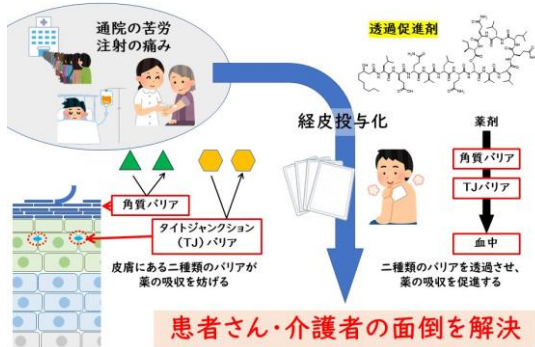 通院の苦労
注射の痛み
透過促進剤
経皮投与化
薬剤
角質バリア
TJバリア
血中
角質バリア
タイトジャンクション
(TJ)バリア
皮膚にある二種類のバリアが
薬の吸収を妨げる
二種類のバリアを透過させ、
薬の吸収を促進する
患者さん・介護者の面倒を解決